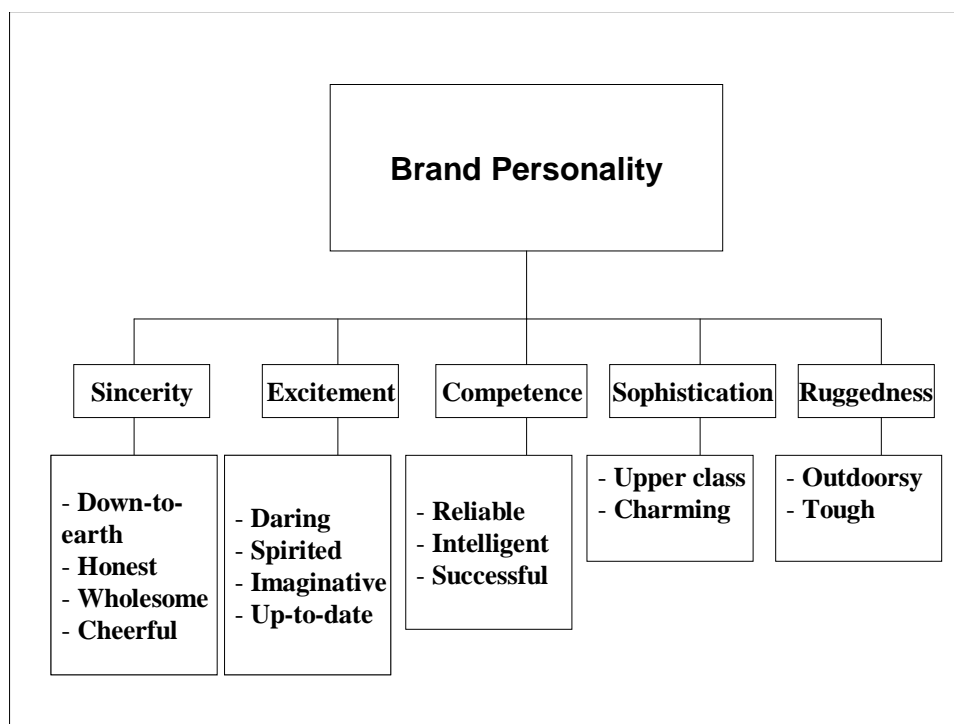 Brand Personality
Sincerity
Excitement
Competence
Sophistication
Ruggedness
- Down-to-
earth
- Honest
- Wholesome
- Cheerful
- Daring
- Spirited
- Imaginative
- Up-to-date
- Reliable
- Intelligent
- Successful
- Upper class
- Charming
- Outdoorsy
- Tough